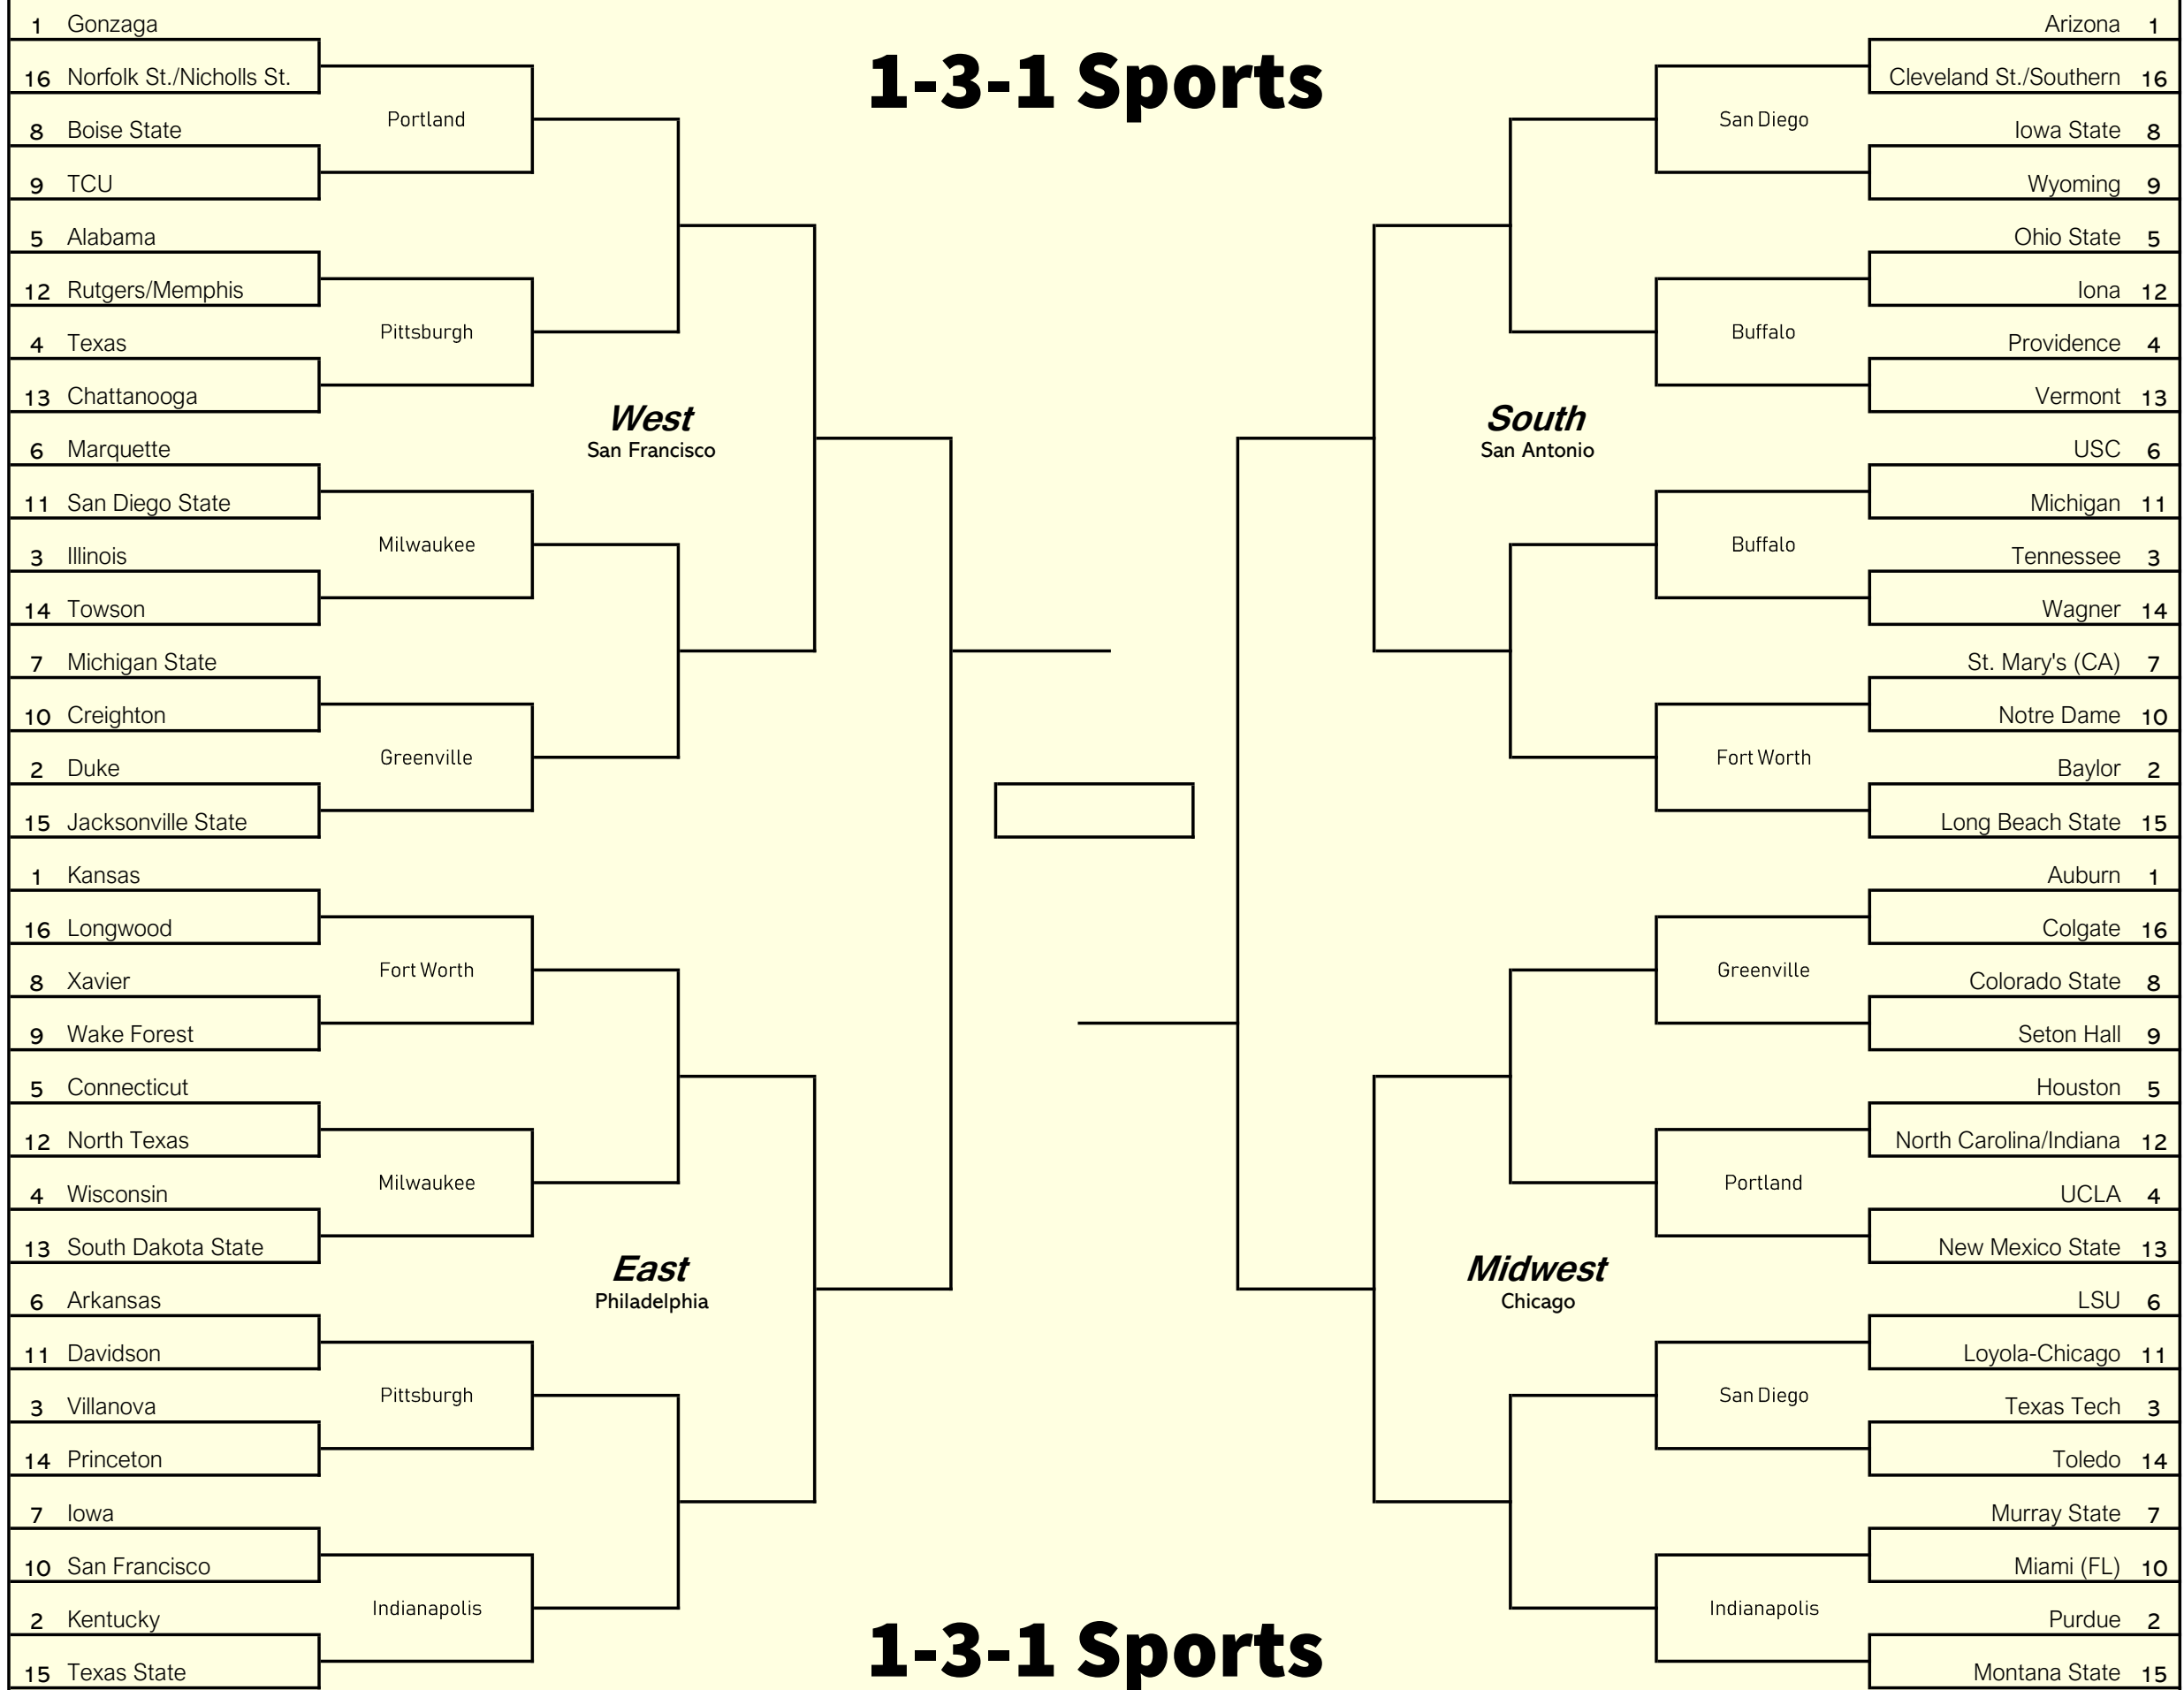 1-3-1 Sports
1 Gonzaga
16 Norfolk St./Nicholls St.
Portland
8 Boise State
9 TCU
5 Alabama
12 Rutgers/Memphis
Pittsburgh
4 Texas
13 Chattanooga
West
San Francisco
6 Marquette
11 San Diego State
Milwaukee
3 Illinois
14 Towson
7 Michigan State
10 Creighton
Greenville
2 Duke
15 Jacksonville State
1 Kansas
16 Longwood
Fort Worth
8 Xavier
9 Wake Forest
5 Connecticut
12 North Texas
Milwaukee
4 Wisconsin
13 South Dakota State
East
Philadelphia
6 Arkansas
11 Davidson
Pittsburgh
3 Villanova
14 Princeton
7 Iowa
10 San Francisco
Indianapolis
2 Kentucky
15 Texas State
Arizona 1
Cleveland St./Southern 16
San Diego
Iowa State 8
Wyoming 9
Ohio State 5
Iona 12
Buffalo
Providence 4
Vermont 13
South
San Antonio
USC 6
Michigan 11
Buffalo
Tennessee 3
Wagner 14
St. Mary's (CA) 7
Notre Dame 10
Fort Worth
Baylor 2
Long Beach State 15
Auburn 1
Colgate 16
Greenville
Colorado State 8
Seton Hall 9
Houston 5
North Carolina/Indiana 12
Portland
UCLA 4
New Mexico State 13
Midwest
Chicago
LSU 6
Loyola-Chicago 11
San Diego
Texas Tech 3
Toledo 14
Murray State 7
Miami (FL) 10
Indianapolis
Purdue 2
Montana State 15
1-3-1 Sports